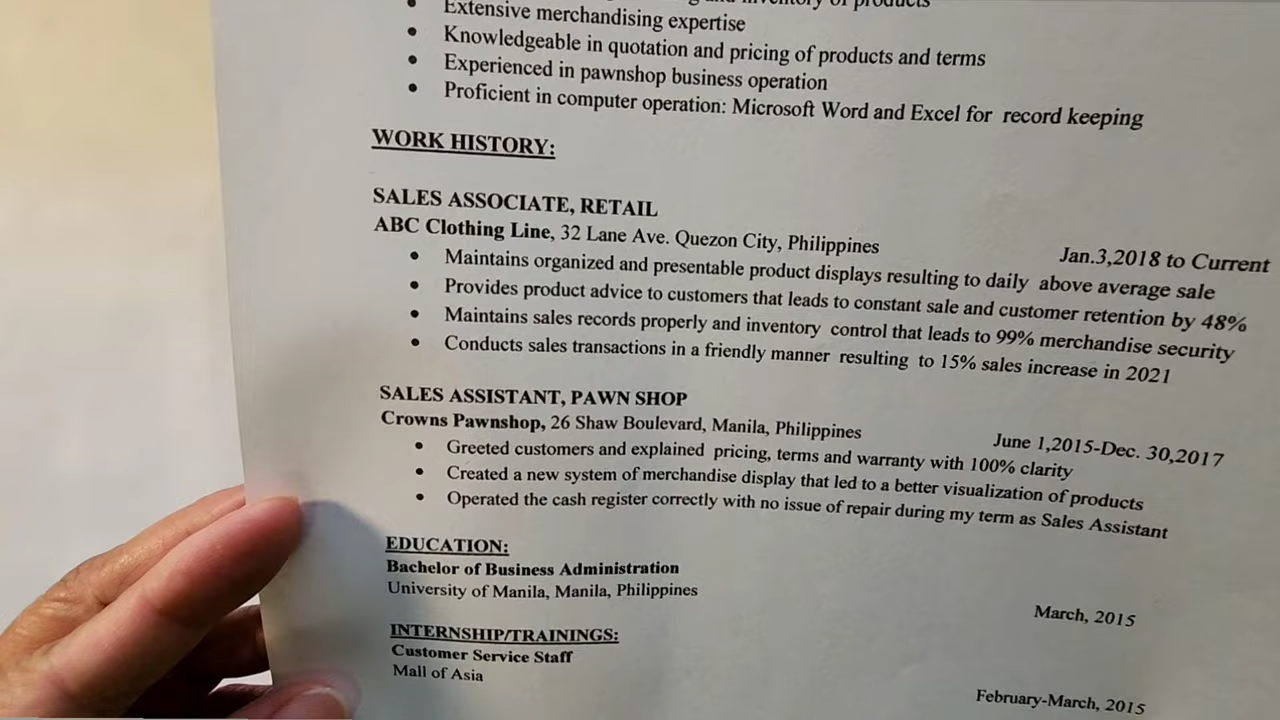 and inventory of products
• Extensive merchandising expertise
• Knowledgeable in quotation and pricing of products and terms
• Experienced in pawnshop business operation
• Proficient in computer operation: Microsoft Word and Excel for record keeping
WORK HISTORY:
SALES ASSOCIATE, RETAIL
ABC Clothing Line, 32 Lane Ave. Quezon City, Philippines Jan.3,2018 to Current
• Maintains organized and presentable product displays resulting to daily above average sale
• Provides product advice to customers that leads to constant sale and customer retention by 48%
• Maintains sales records properly and inventory control that leads to 99% merchandise security
• Conducts sales transactions in a friendly manner resulting to 15% sales increase in 2021
SALES ASSISTANT, PAWN SHOP
Crowns Pawnshop, 26 Shaw Boulevard, Manila, Philippines June 1,2015-Dec. 30,2017
• Greeted customers and explained pricing, terms and warranty with 100% clarity
• Created a new system of merchandise display that led to a better visualization of products
• Operated the cash register correctly with no issue of repair during my term as Sales Assistant
EDUCATION:
Bachelor of Business Administration
University of Manila, Manila, Philippines March, 2015
INTERNSHIP/TRAININGS:
Customer Service Staff
Mall of Asia February-March, 2015